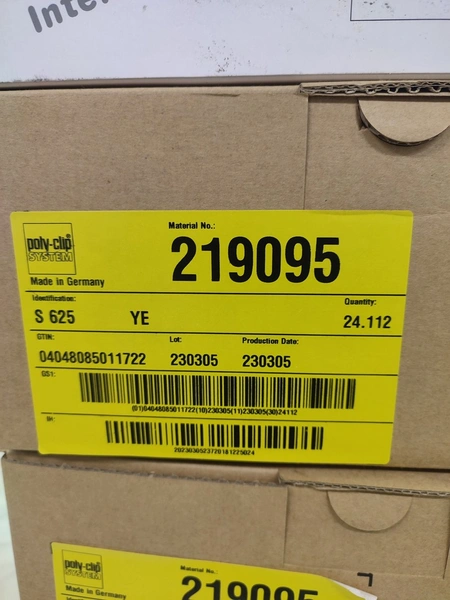 Inter
poly-clip®
SYSTEM
Made in Germany
Material No.:
219095
Identification:
S 625 YE
Quantity:
24.112
GTIN:
04048085011722
Lot:
230305
Production Date:
230305
GS1:
(01)04048085011722(10)230305(11)230305(30)24112
IH:
poly-clip
SYSTEM
Made in Germany
Material No.:
219095